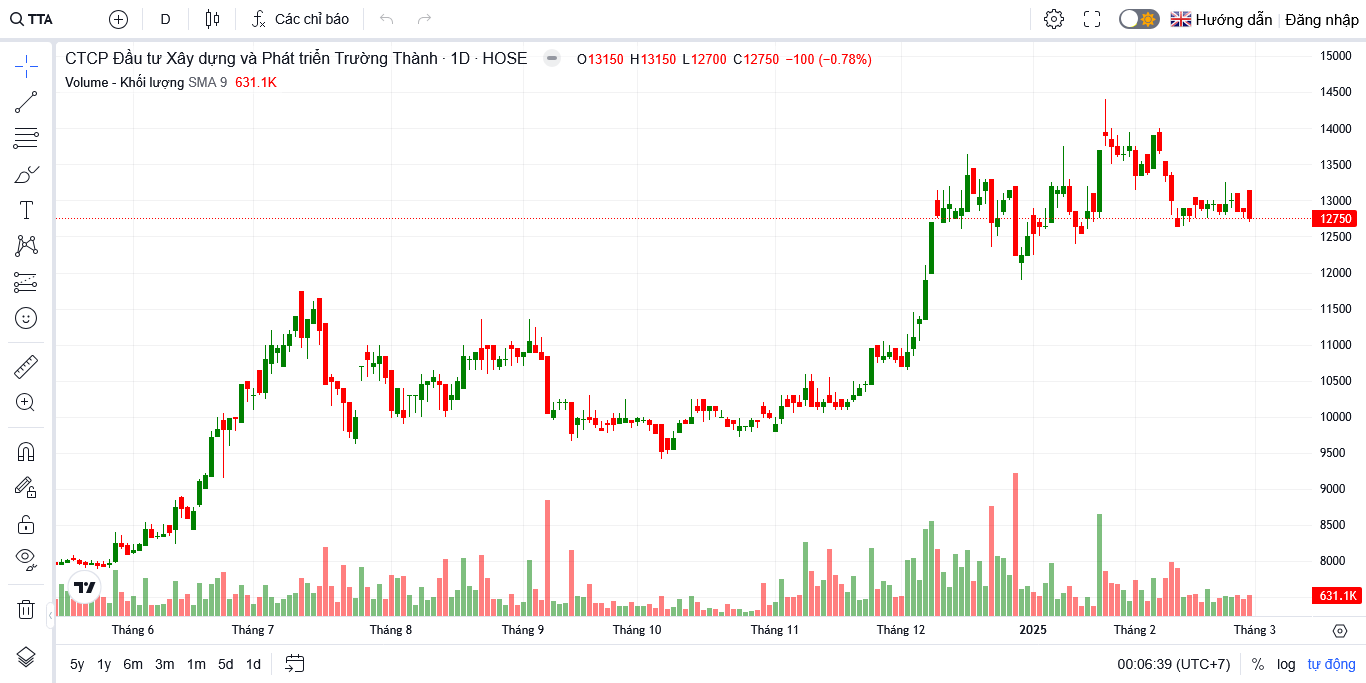 TTA D Các chỉ báo Hướng dẫn Đăng nhập
CTCP Đầu tư Xây dựng và Phát triển Trường Thành · 1D · HOSE O13150 H13150 L12700 C12750 −100 (−0.78%)
Volume - Khối lượng SMA 9 631.1K
15000
14500
14000
13500
13000
12750
12500
12000
11500
11000
10500
10000
9500
9000
8500
8000
631.1K
Tháng 6 Tháng 7 Tháng 8 Tháng 9 Tháng 10 Tháng 11 Tháng 12 2025 Tháng 2 Tháng 3
5y 1y 6m 3m 1m 5d 1d 00:06:39 (UTC+7) % log tự động